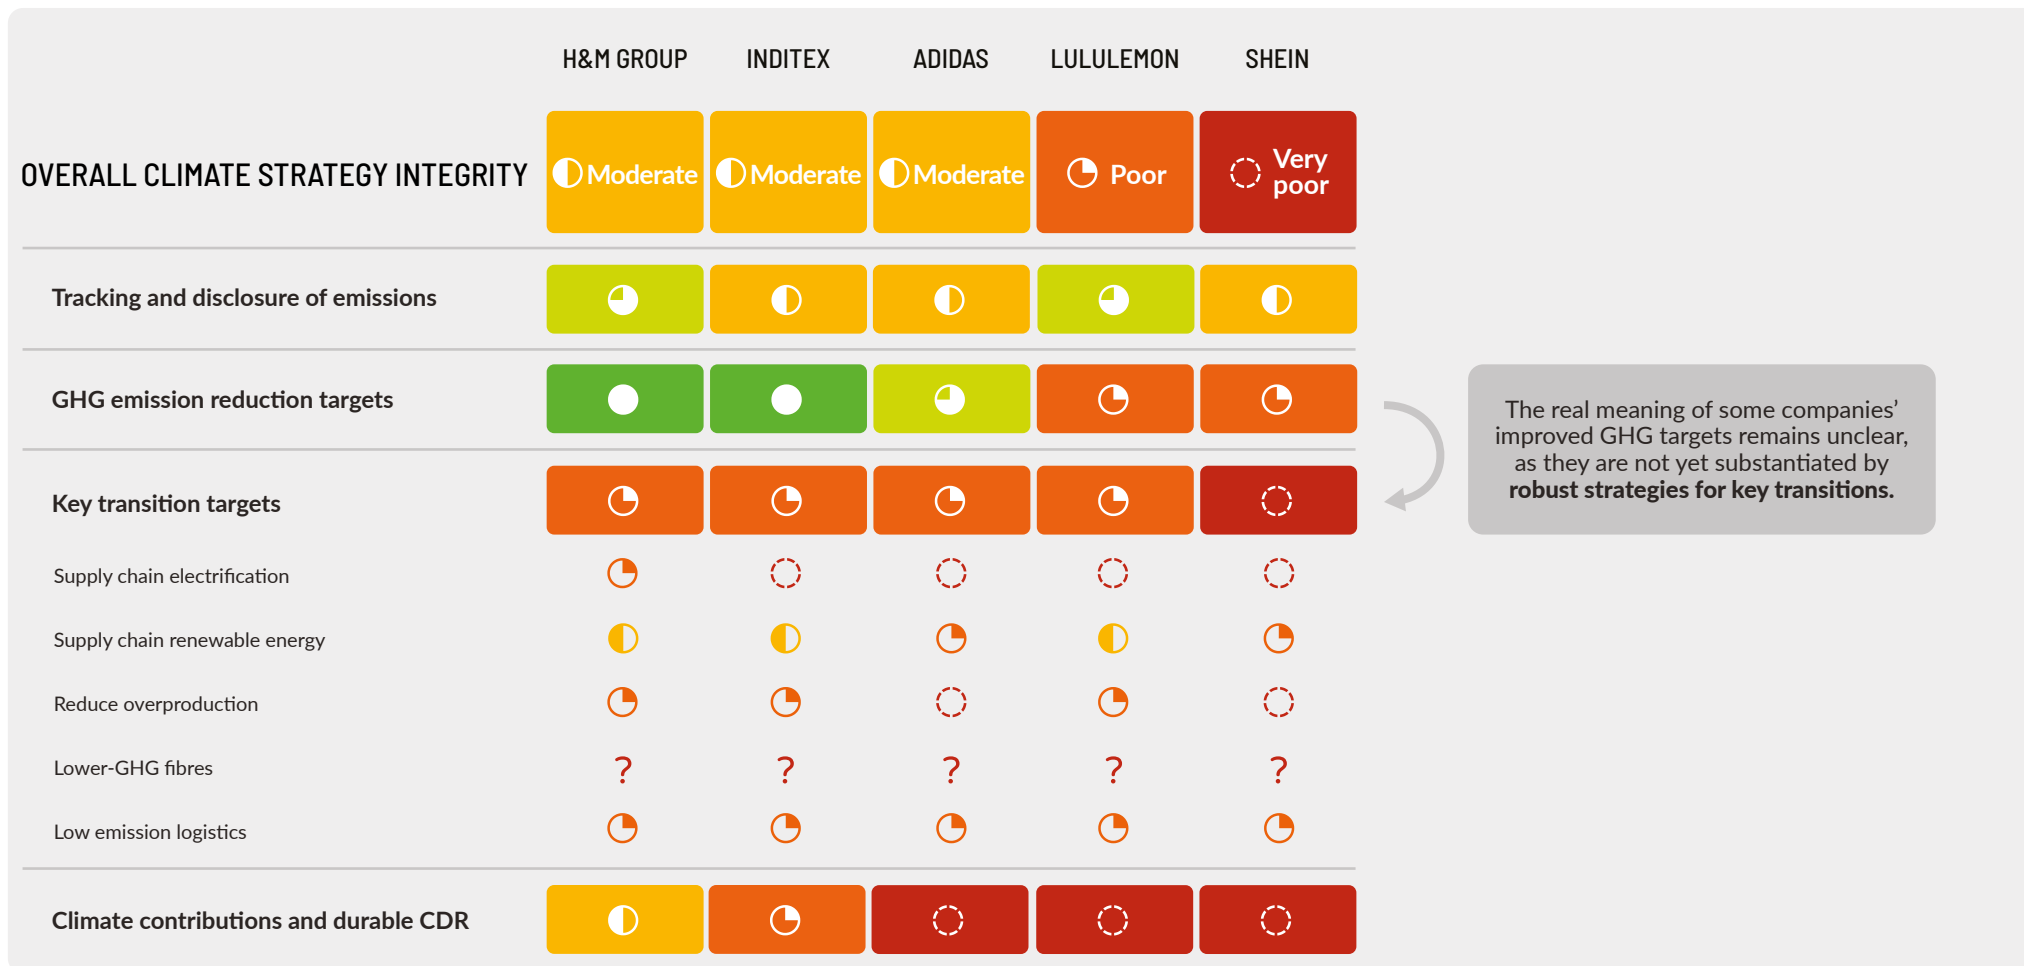 H&M GROUP INDITEX ADIDAS LULULEMON SHEIN
OVERALL CLIMATE STRATEGY INTEGRITY Moderate Moderate Moderate Poor Very poor
Tracking and disclosure of emissions
GHG emission reduction targets
The real meaning of some companies’
improved GHG targets remains unclear,
as they are not yet substantiated by
robust strategies for key transitions.
Key transition targets
Supply chain electrification
Supply chain renewable energy
Reduce overproduction
Lower-GHG fibres ? ? ? ? ?
Low emission logistics
Climate contributions and durable CDR